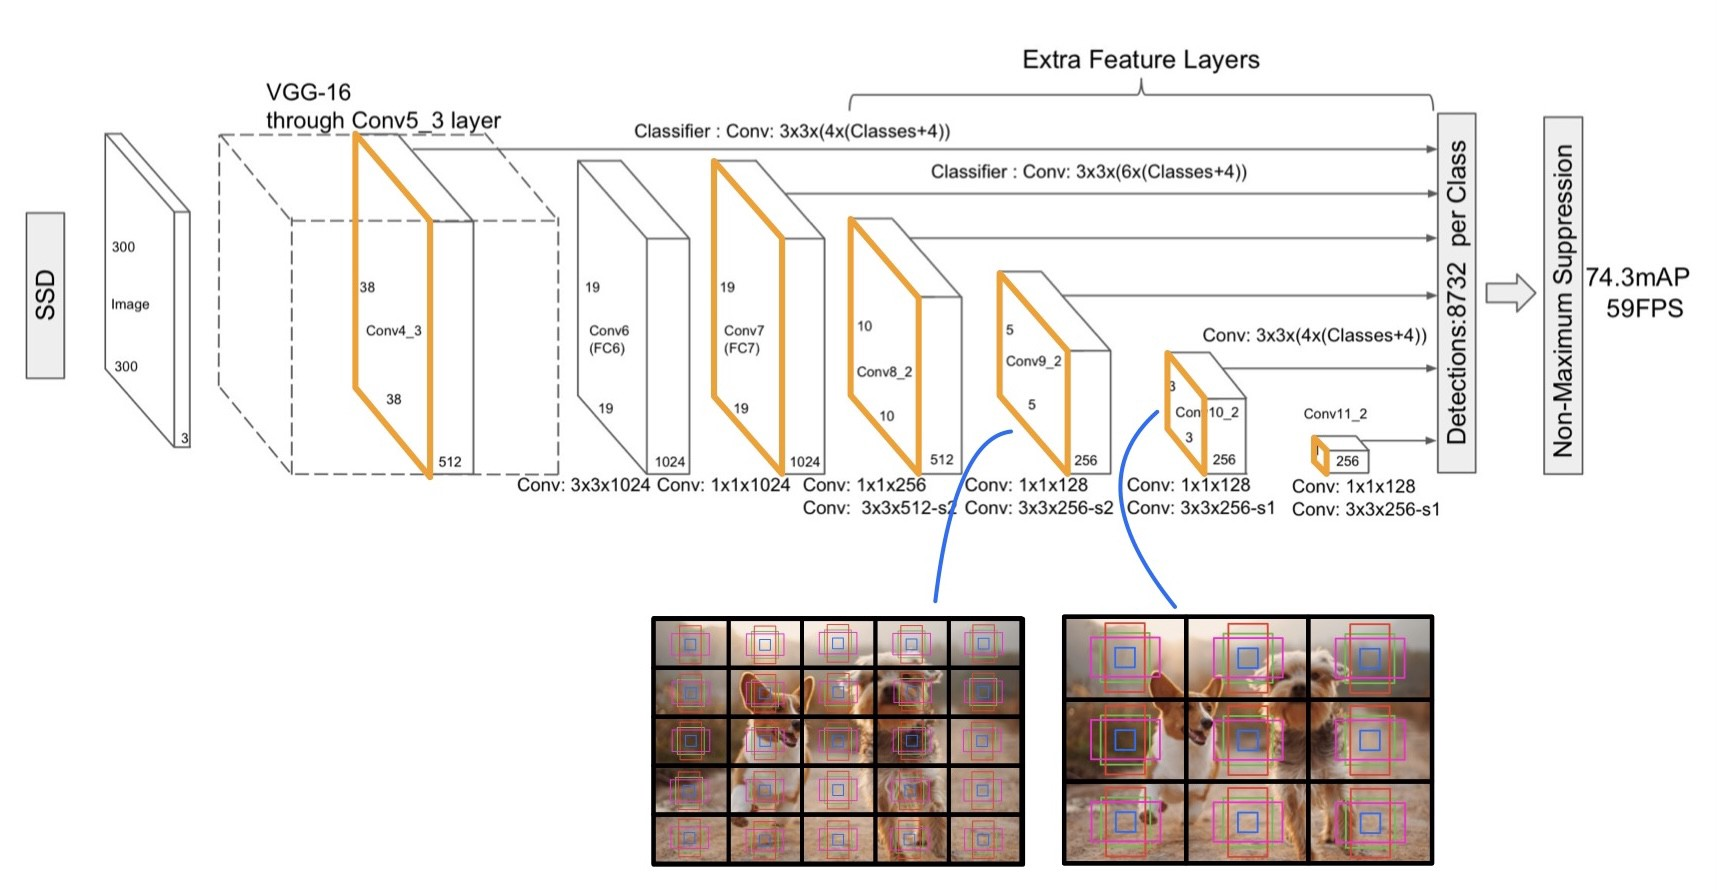 Extra Feature Layers
VGG-16
through Conv5_3 layer
Classifier : Conv: 3x3x(4x(Classes+4))
Classifier : Conv: 3x3x(6x(Classes+4))
SSD
300
Image
300
3
38
Conv4_3
38
512
19
Conv6
(FC6)
19
1024
19
Conv7
(FC7)
19
1024
10
Conv8_2
10
512
5
Conv9_2
5
256
Conv: 3x3x(4x(Classes+4))
3
Conv10_2
3
256
Conv11_2
1
256
Detections:8732 per Class
Non-Maximum Suppression
74.3mAP
59FPS
Conv: 3x3x1024
Conv: 1x1x1024
Conv: 1x1x256
Conv: 3x3x512-s2
Conv: 1x1x128
Conv: 3x3x256-s2
Conv: 1x1x128
Conv: 3x3x256-s1
Conv: 1x1x128
Conv: 3x3x256-s1